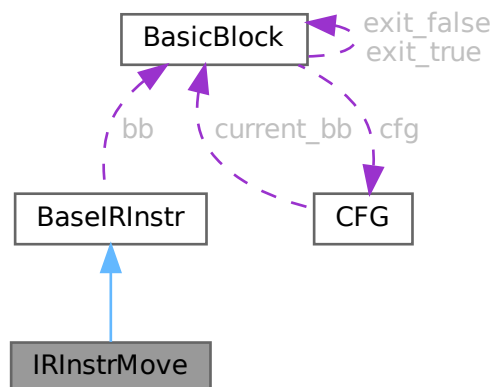 BasicBlock
exit_false
exit_true
bb
current_bb
cfg
BaseIRInstr
CFG
IRInstrMove